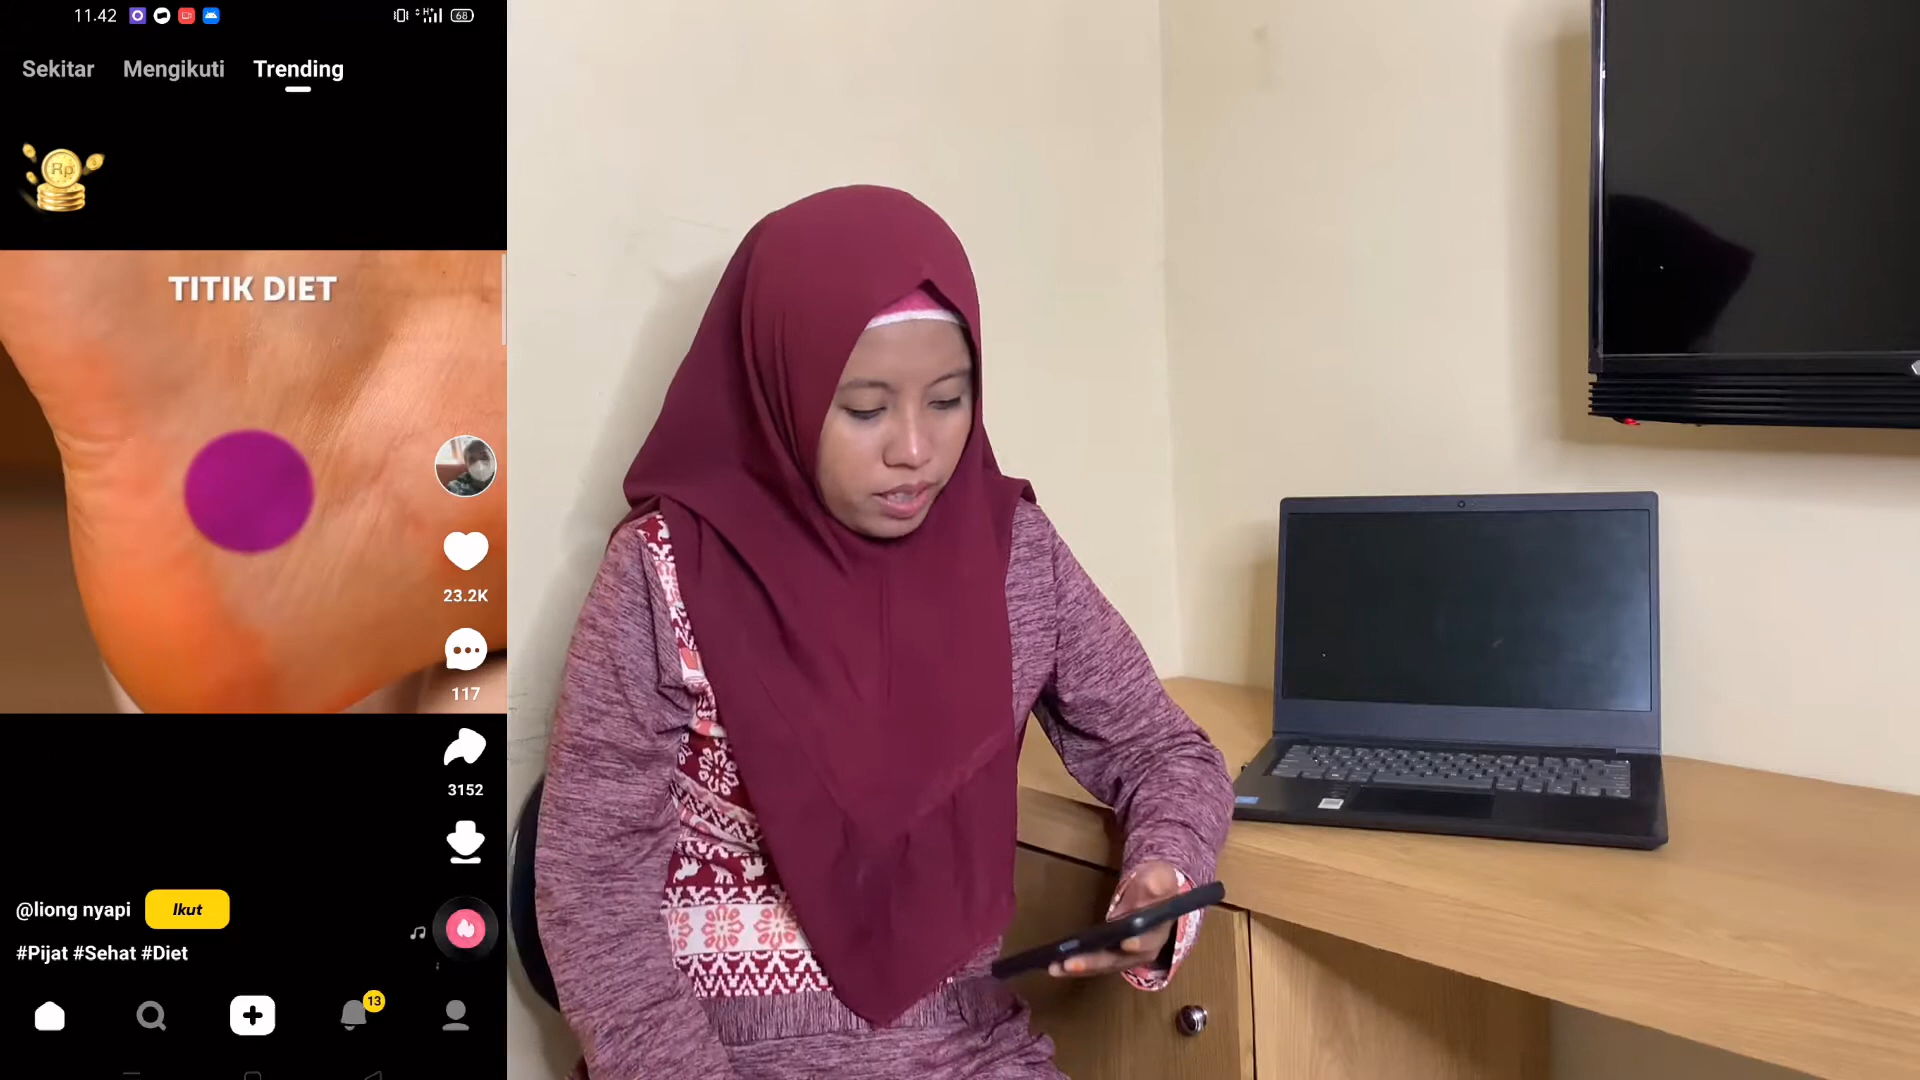 11.42
68
Sekitar Mengikuti Trending
Rp
TITIK DIET
23.2K
117
3152
@liong nyapi Ikut
#Pijat #Sehat #Diet
13